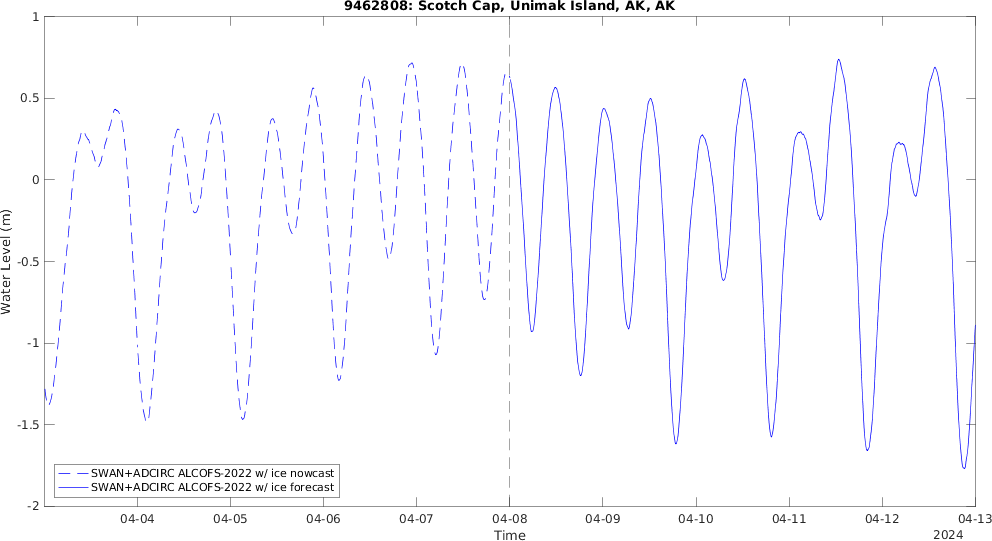 9462808: Scotch Cap, Unimak Island, AK, AK
1
0.5
0
-0.5
-1
-1.5
-2
Water Level (m)
SWAN+ADCIRC ALCOFS-2022 w/ ice nowcast
SWAN+ADCIRC ALCOFS-2022 w/ ice forecast
04-04 04-05 04-06 04-07 04-08 04-09 04-10 04-11 04-12 04-13
Time
2024